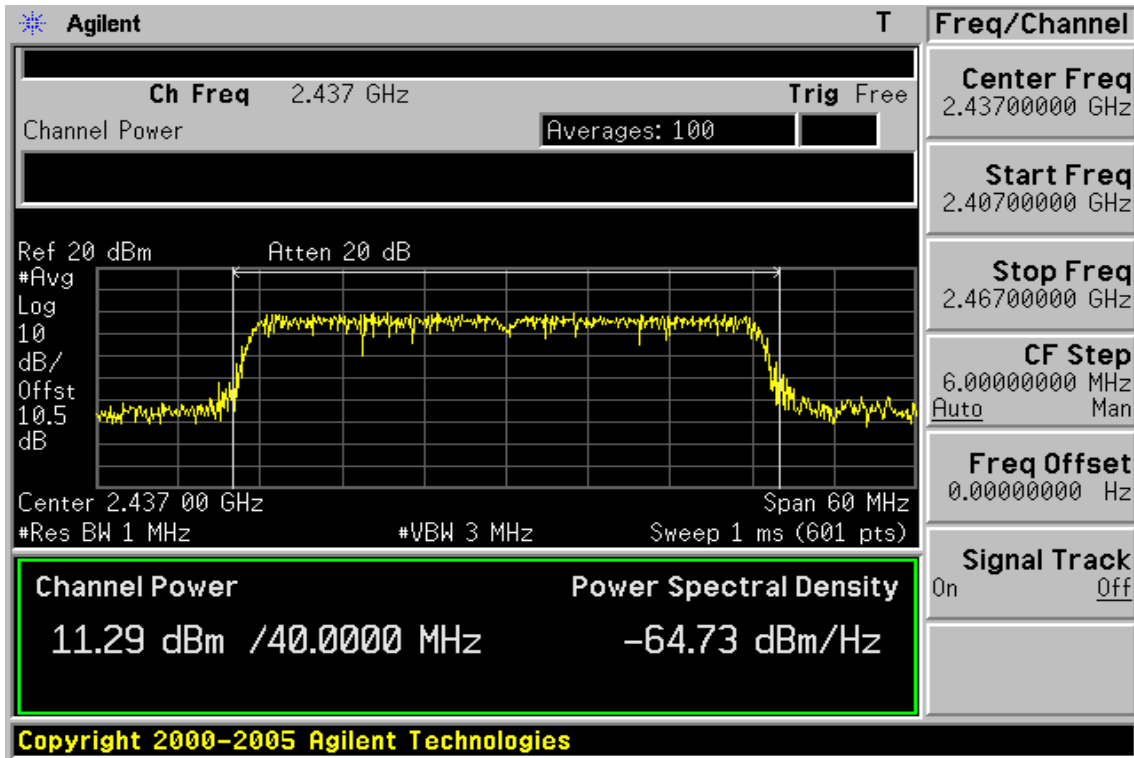 Agilent T
Ch Freq 2.437 GHz Trig Free
Channel Power Averages: 100
Ref 20 dBm Atten 20 dB
#Avg
Log
10
dB/
Offst
10.5
dB
Center 2.437 00 GHz Span 60 MHz
#Res BW 1 MHz #VBW 3 MHz Sweep 1 ms (601 pts)
Channel Power Power Spectral Density
11.29 dBm /40.0000 MHz -64.73 dBm/Hz
Copyright 2000-2005 Agilent Technologies
Freq/Channel
Center Freq
2.43700000 GHz
Start Freq
2.40700000 GHz
Stop Freq
2.46700000 GHz
CF Step
6.00000000 MHz
Auto Man
Freq Offset
0.00000000 Hz
Signal Track
On Off